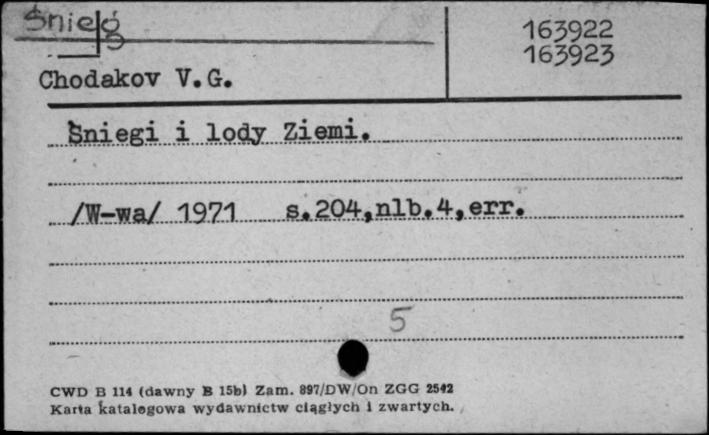 Śnieg
163922
163923
Chodakov V.G.
Śniegi i lody Ziemi.
/W-wa/ 1971 s.204,nlb.4,err.
5
CWD B 114 (dawny B 15b) Zam. 897/DW/On ZGG 2542
Karta katalogowa wydawnictw ciągłych i zwartych.